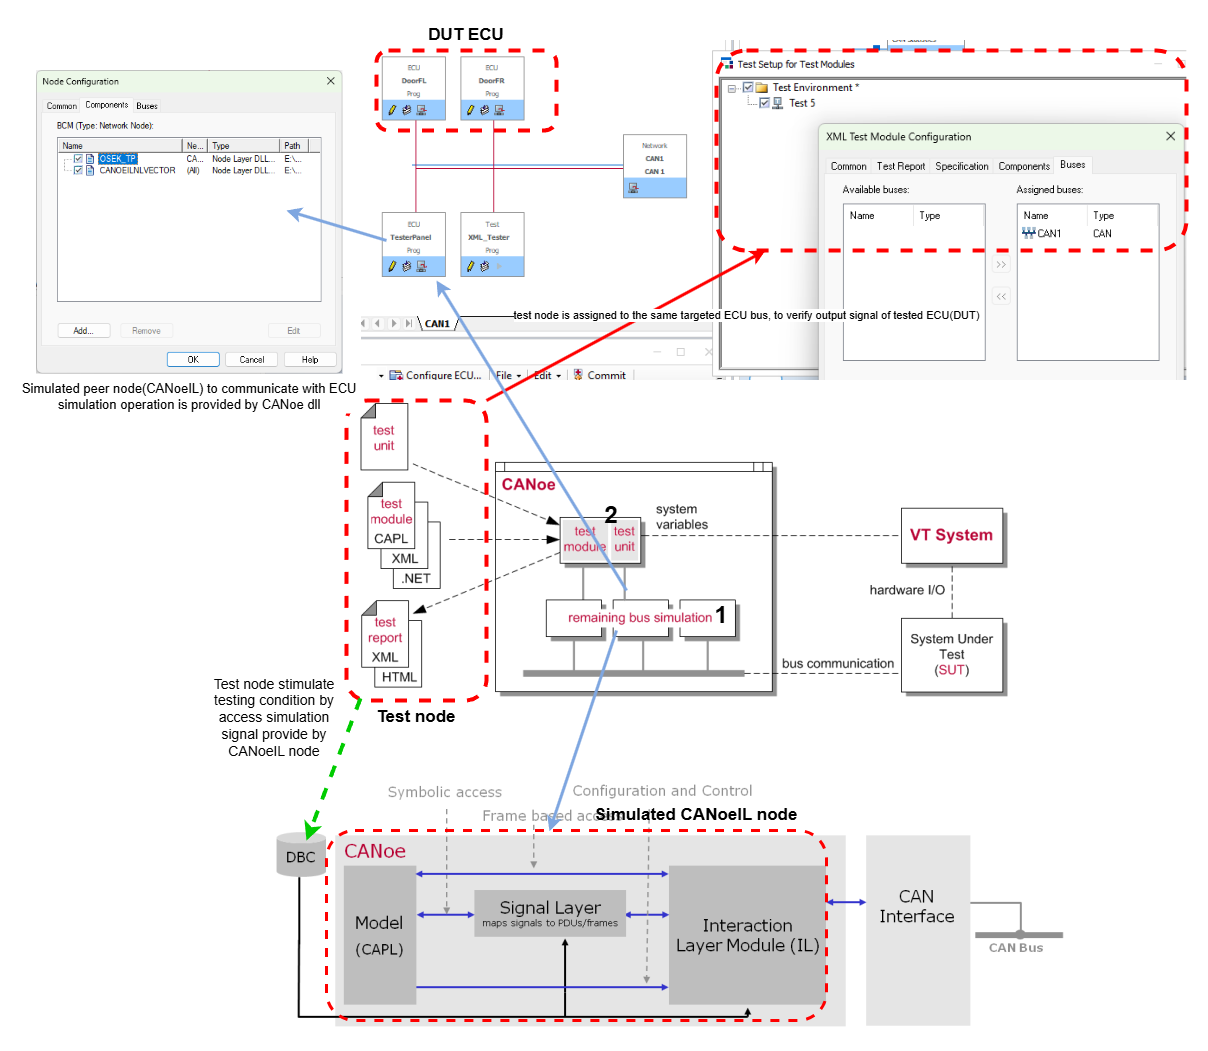 DUT ECU
Node Configuration
Common
Components
Buses
BCM (Type: Network Node):
Name
Ne...
Type
Path
OSEK_TP
CA...
Node Layer DLL...
E:\...
CANOEILNLVECTOR
(All)
Node Layer DLL...
E:\...
Add...
Remove
Edit
OK
Cancel
Help
Simulated peer node(CANoeIL) to communicate with ECU
simulation operation is provided by CANoe dll
ECU
DoorFL
Prog
ECU
DoorFR
Prog
Network
CAN1
CAN 1
ECU
TesterPanel
Prog
Test
XML_Tester
Prog
CAN1
test node is assigned to the same targeted ECU bus, to verify output signal of tested ECU(DUT)
Configure ECU...
File
Edit
Commit
CAN Statistics
Test Setup for Test Modules
Test Environment *
Test 5
XML Test Module Configuration
Common
Test Report
Specification
Components
Buses
Available buses:
Assigned buses:
Name
Type
Name
Type
CAN1
CAN
>>
<<
test
unit
test
module
CAPL
XML
.NET
test
report
XML
HTML
Test node
CANoe
2
test
module
test
unit
system
variables
remaining bus simulation
1
VT System
hardware I/O
System Under
Test
(SUT)
bus communication
Test node stimulate
testing condition by
access simulation
signal provide by
CANoeIL node
Symbolic access
Configuration and Control
Frame based access
Simulated CANoeIL node
DBC
CANoe
Model
(CAPL)
Signal Layer
maps signals to PDUs/frames
Interaction
Layer Module (IL)
CAN
Interface
CAN Bus